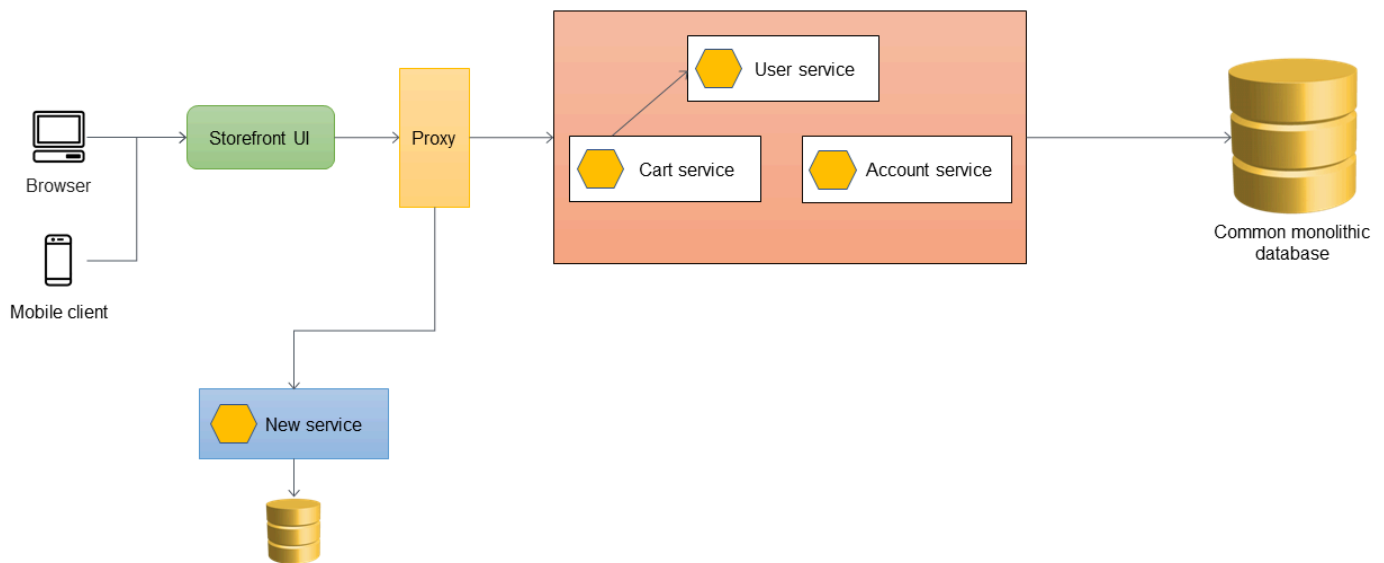 User service
Storefront UI
Proxy
Cart service
Account service
Browser
Common monolithic
database
Mobile client
New service